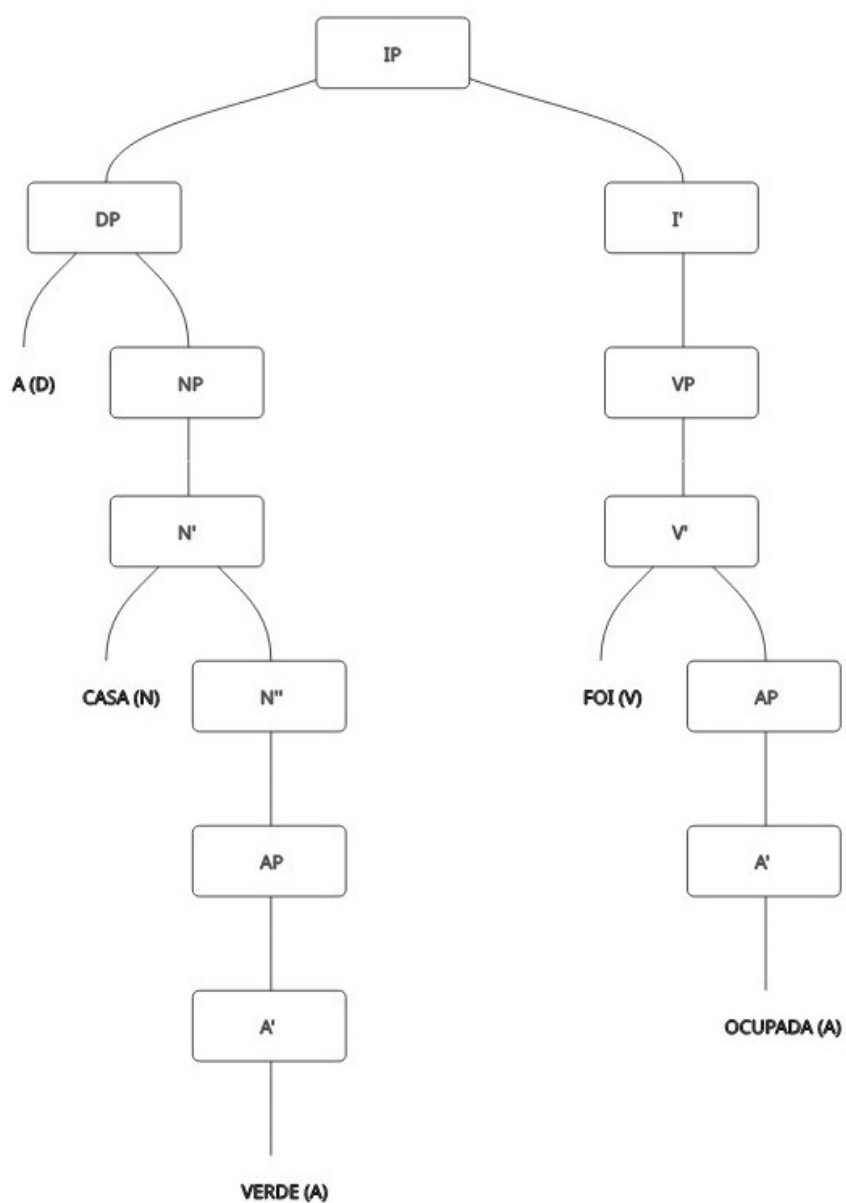 IP
DP
I'
A (D)
NP
VP
N'
V'
CASA (N)
N"
FOI (V)
AP
AP
A'
A'
OCUPADA (A)
VERDE (A)